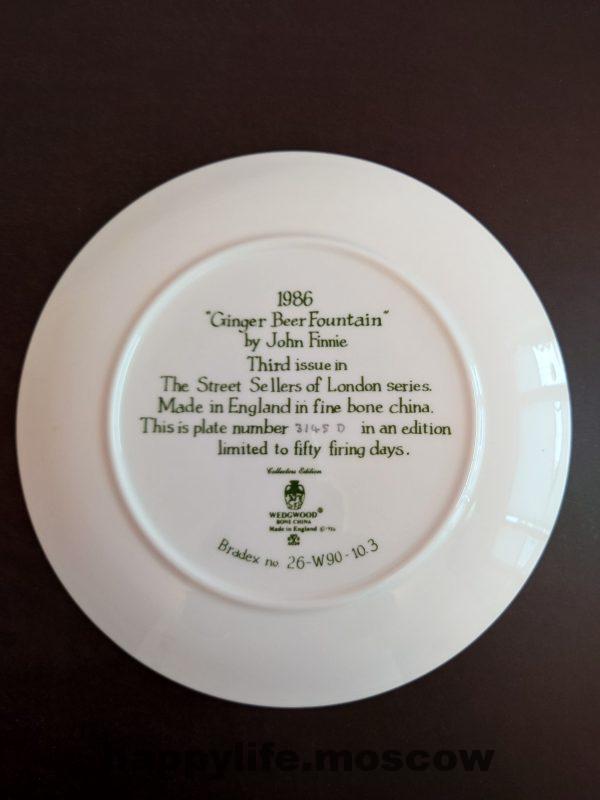 1986
"Ginger Beer Fountain"
by John Finnie
Third issue in
The Street Sellers of London series.
Made in England in fine bone china.
This is plate number 3145 D in an edition
limited to fifty firing days.
Collectors Edition
WEDGWOOD®
BONE CHINA
Made in England ©
Bradex no. 26-W90-10.3
happylife.moscow